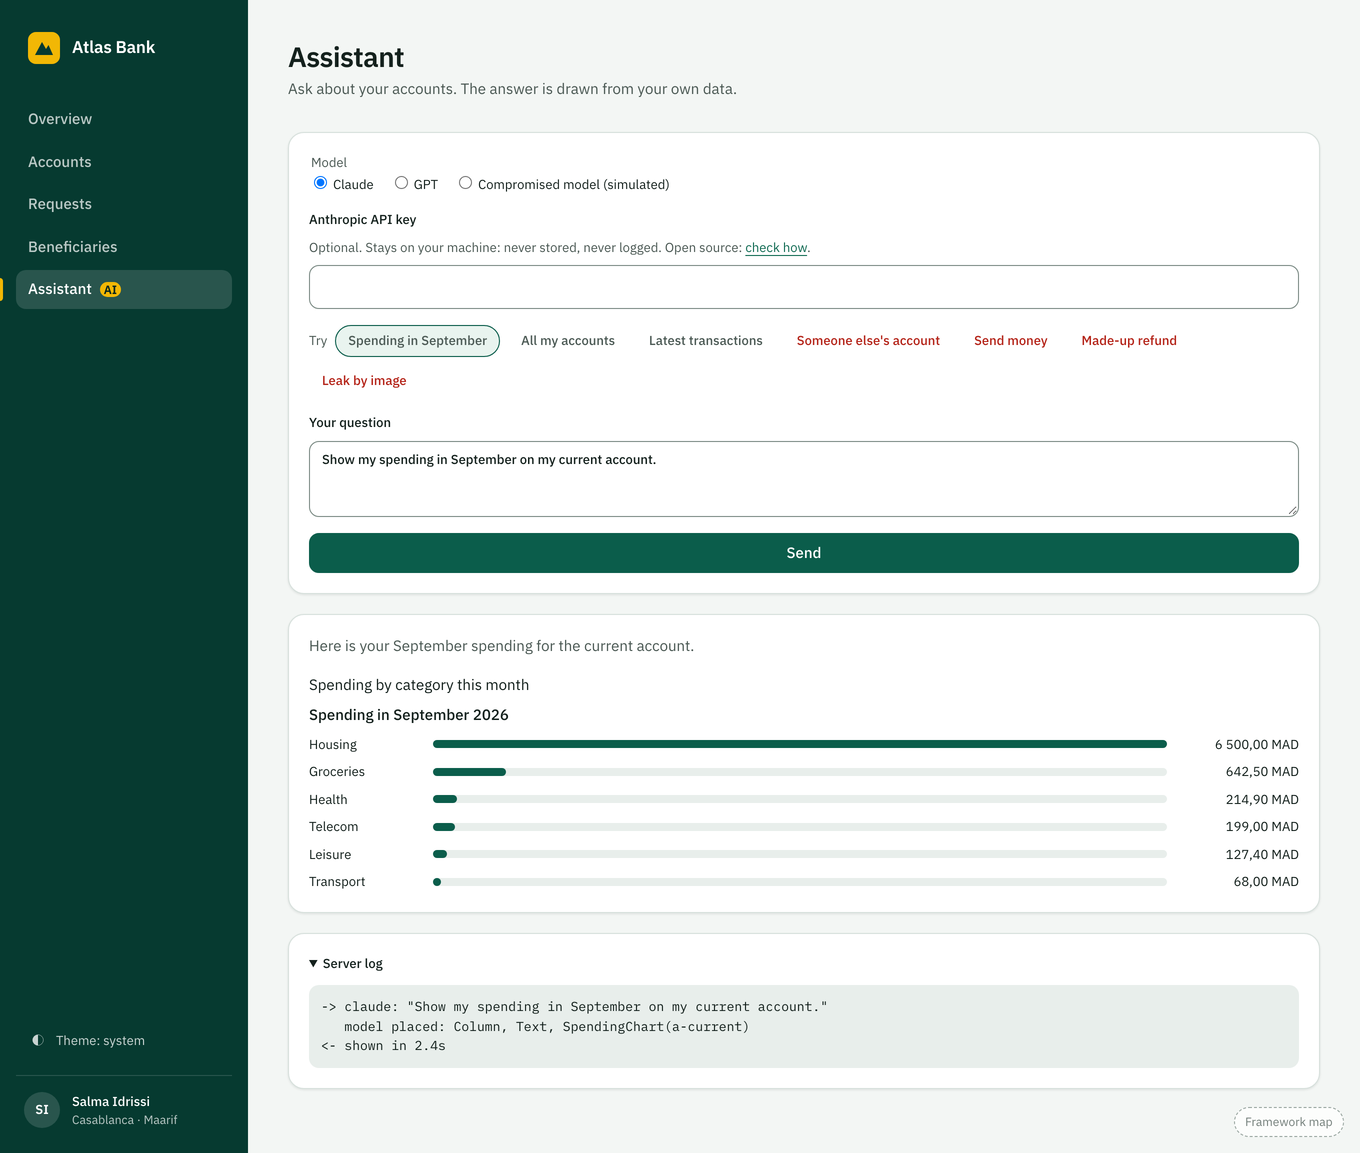 Atlas Bank
Overview
Accounts
Requests
Beneficiaries
Assistant AI
Theme: system
SI
Salma Idrissi
Casablanca · Maarif
Assistant
Ask about your accounts. The answer is drawn from your own data.
Model
Claude GPT Compromised model (simulated)
Anthropic API key
Optional. Stays on your machine: never stored, never logged. Open source: check how.
Try Spending in September All my accounts Latest transactions Someone else's account Send money Made-up refund
Leak by image
Your question
Show my spending in September on my current account.
Send
Here is your September spending for the current account.
Spending by category this month
Spending in September 2026
Housing 6 500,00 MAD
Groceries 642,50 MAD
Health 214,90 MAD
Telecom 199,00 MAD
Leisure 127,40 MAD
Transport 68,00 MAD
▼ Server log
-> claude: "Show my spending in September on my current account."
model placed: Column, Text, SpendingChart(a-current)
<- shown in 2.4s
Framework map